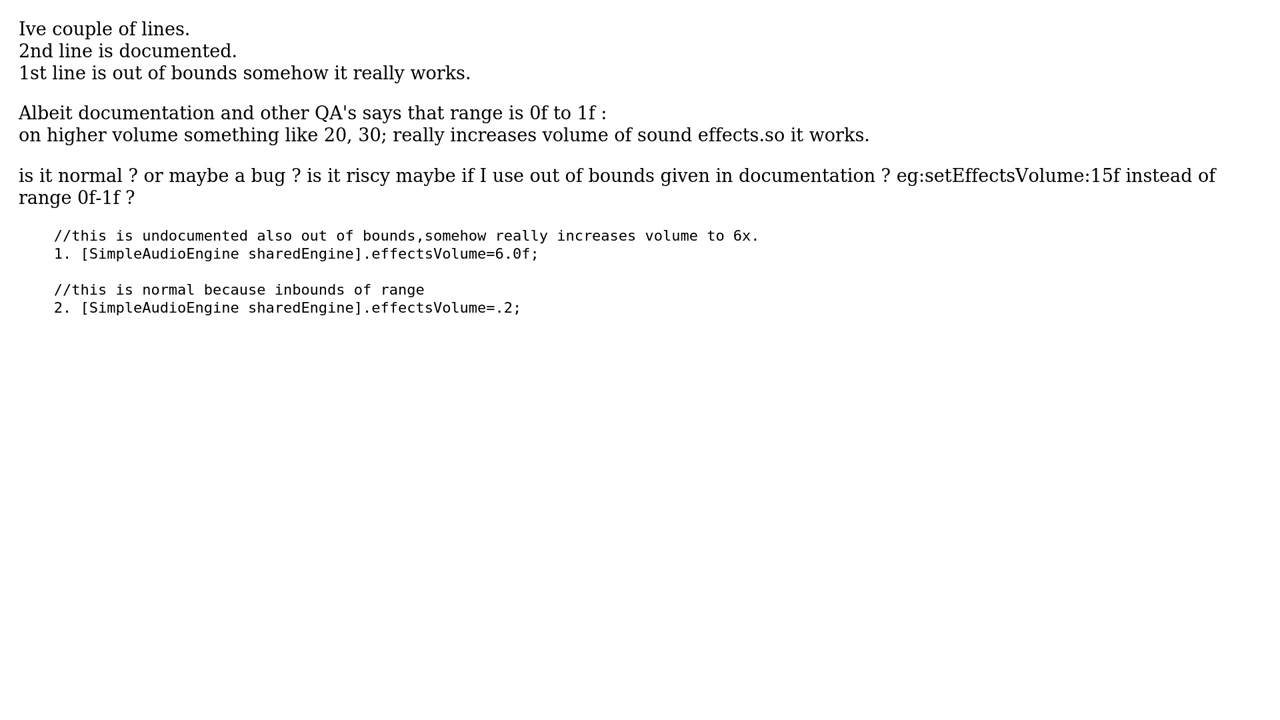 Ive couple of lines.
2nd line is documented.
1st line is out of bounds somehow it really works.
Albeit documentation and other QA's says that range is 0f to 1f :
on higher volume something like 20, 30; really increases volume of sound effects.so it works.
is it normal ? or maybe a bug ? is it riscy maybe if I use out of bounds given in documentation ? eg:setEffectsVolume:15f instead of
range 0f-1f ?
//this is undocumented also out of bounds,somehow really increases volume to 6x.
1. [SimpleAudioEngine sharedEngine].effectsVolume=6.0f;
//this is normal because inbounds of range
2. [SimpleAudioEngine sharedEngine].effectsVolume=.2;